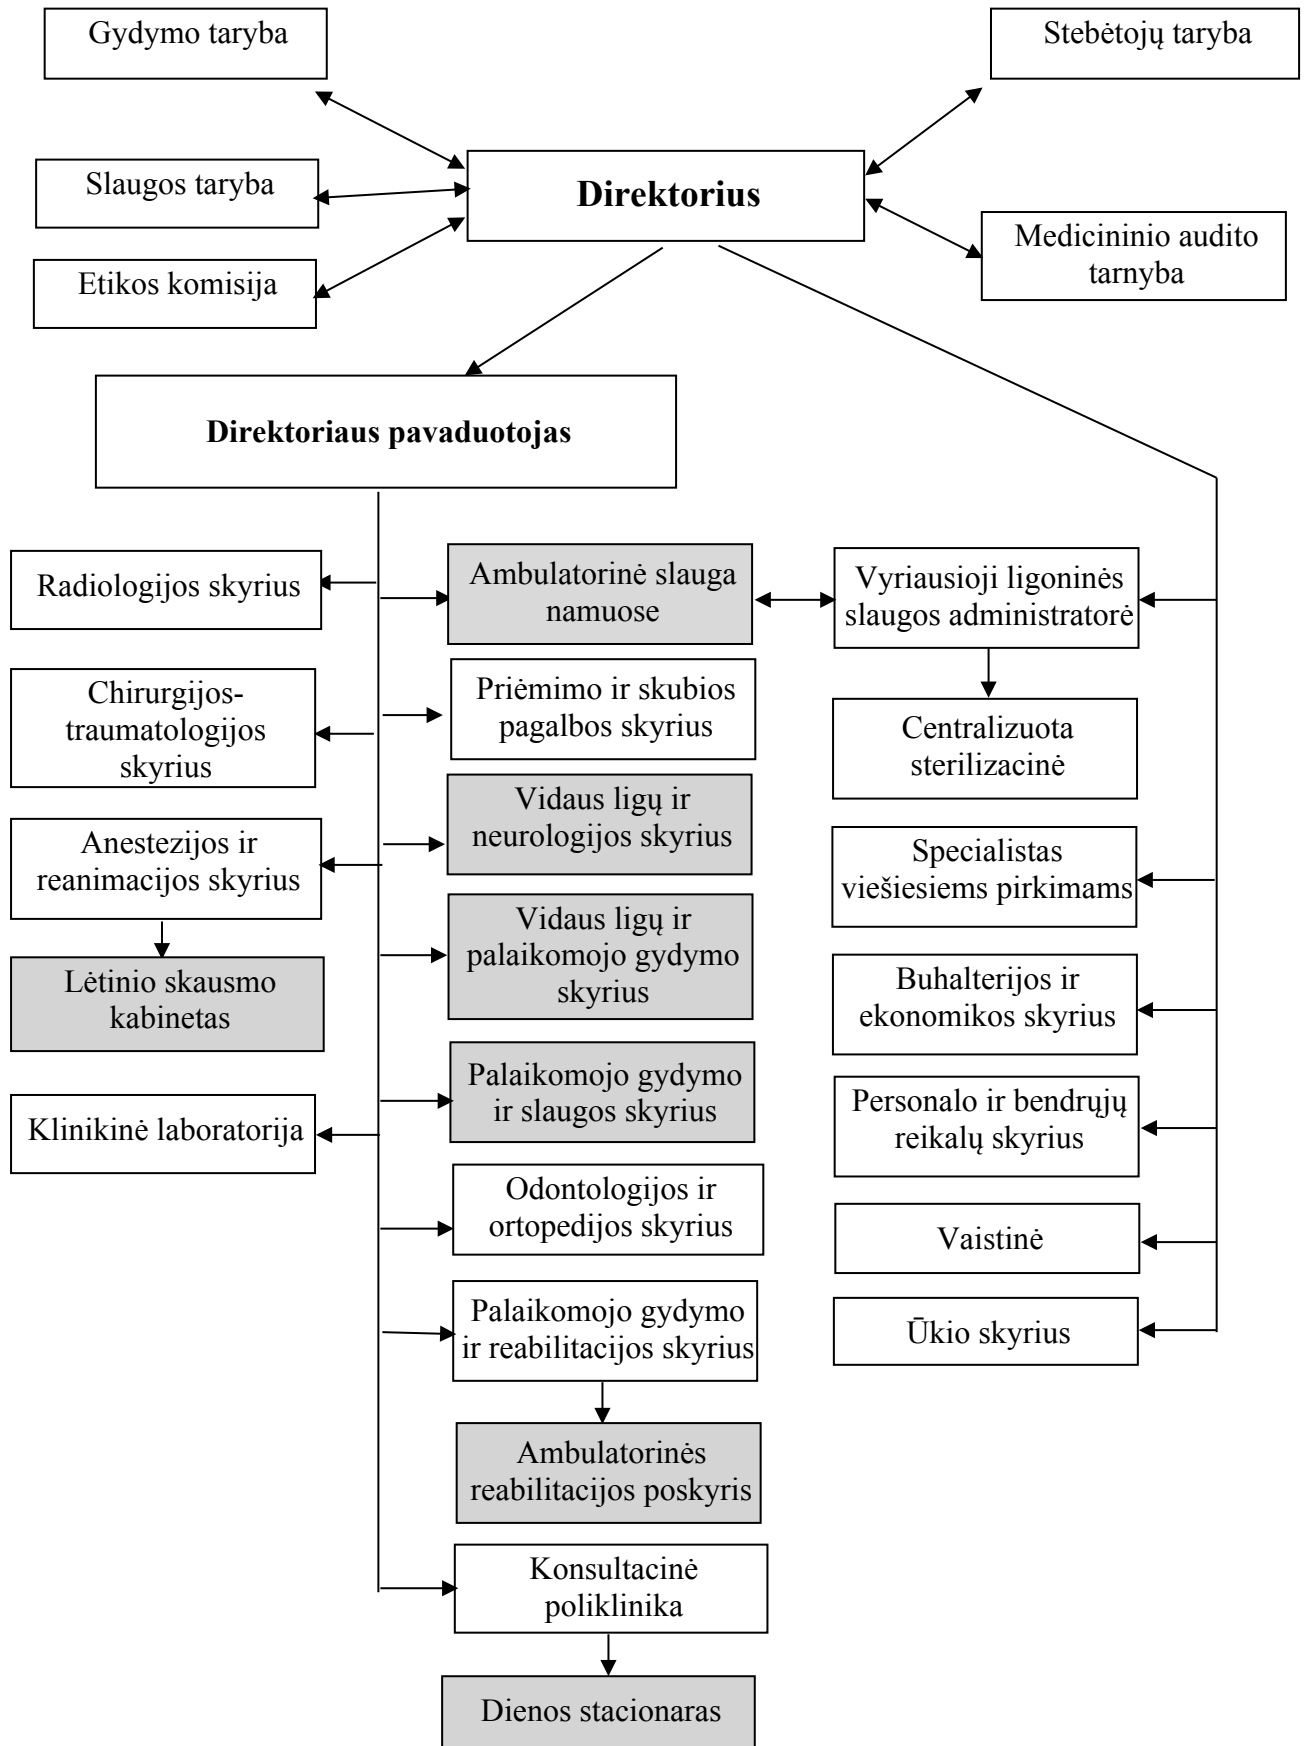 Gydymo taryba
Stebėtojų taryba
Slaugos taryba
Direktorius
Medicininio audito
tarnyba
Etikos komisija
Direktoriaus pavaduotojas
Radiologijos skyrius
Ambulatorinė slauga
namuose
Vyriausioji ligoninės
slaugos administratorė
Chirurgijos-
traumatologijos
skyrius
Priėmimo ir skubios
pagalbos skyrius
Centralizuota
sterilizacinė
Anestezijos ir
reanimacijos skyrius
Vidaus ligų ir
neurologijos skyrius
Specialistas
viešiesiems pirkimams
Lėtinio skausmo
kabinetas
Vidaus ligų ir
palaikomojo gydymo
skyrius
Buhalterijos ir
ekonomikos skyrius
Klinikinė laboratorija
Palaikomojo gydymo
ir slaugos skyrius
Personalo ir bendrųjų
reikalų skyrius
Odontologijos ir
ortopedijos skyrius
Vaistinė
Palaikomojo gydymo
ir reabilitacijos skyrius
Ūkio skyrius
Ambulatorinės
reabilitacijos poskyris
Konsultacinė
poliklinika
Dienos stacionaras